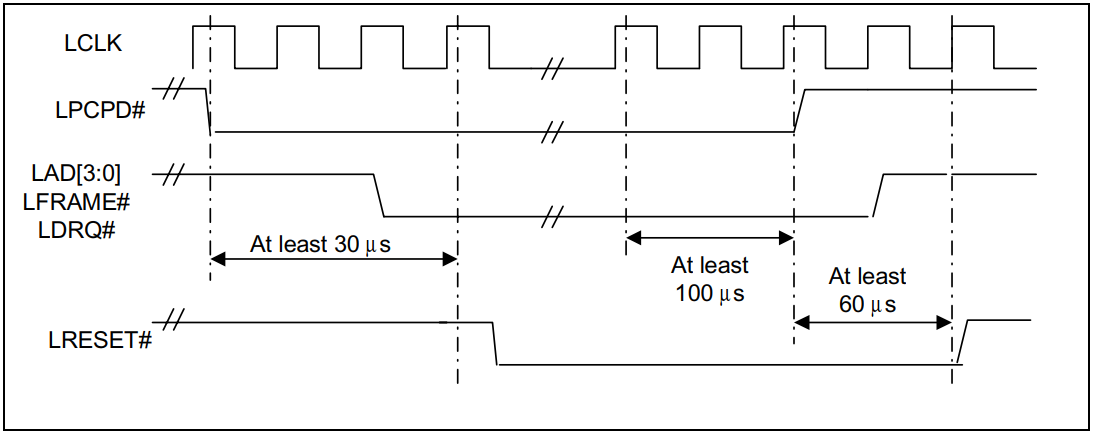 LCLK
LPCPD#
LAD[3:0]
LFRAME#
LDRQ#
At least 30 μs
At least
100 μs
At least
60 μs
LRESET#